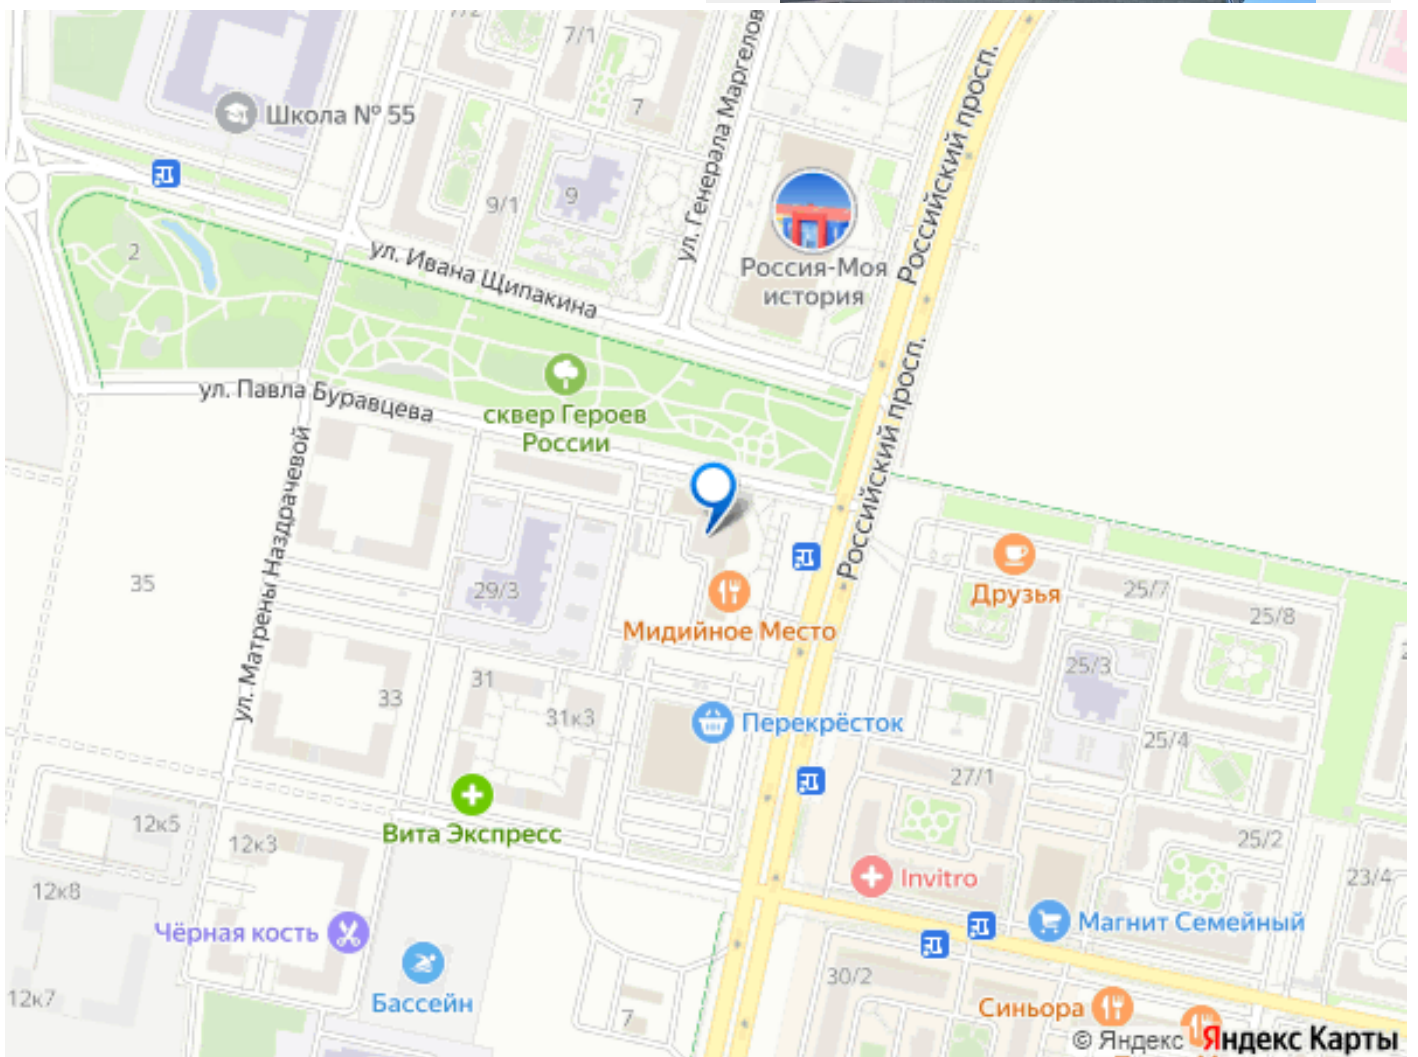 7/2
7/1
7
Школа № 55
ул. Генерала Маргелов
Российский просп.
9/1
9
2
ул. Ивана Щипакина
Россия-Моя
история
Российский просп.
ул. Павла Буравцева
сквер Героев
России
ул. Матрены Наздрачевой
35
29/3
Мидийное Место
Друзья
25/7
25/8
25/3
31
33
31к3
Перекрёсток
25/4
27/1
Вита Экспресс
12к5
12к3
25/2
12к8
Invitro
23/4
Чёрная кость
Магнит Семейный
Бассейн
30/2
12к7
7
Синьора
© Яндекс Яндекс Карты